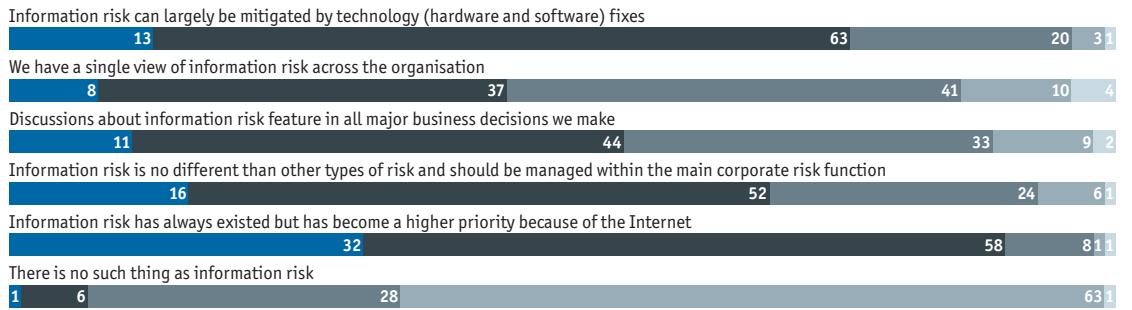 Information risk can largely be mitigated by technology (hardware and software) fixes
13 63 20 3 1
We have a single view of information risk across the organisation
8 37 41 10 4
Discussions about information risk feature in all major business decisions we make
11 44 33 9 2
Information risk is no different than other types of risk and should be managed within the main corporate risk function
16 52 24 6 1
Information risk has always existed but has become a higher priority because of the Internet
32 58 8 1 1
There is no such thing as information risk
1 6 28 63 1